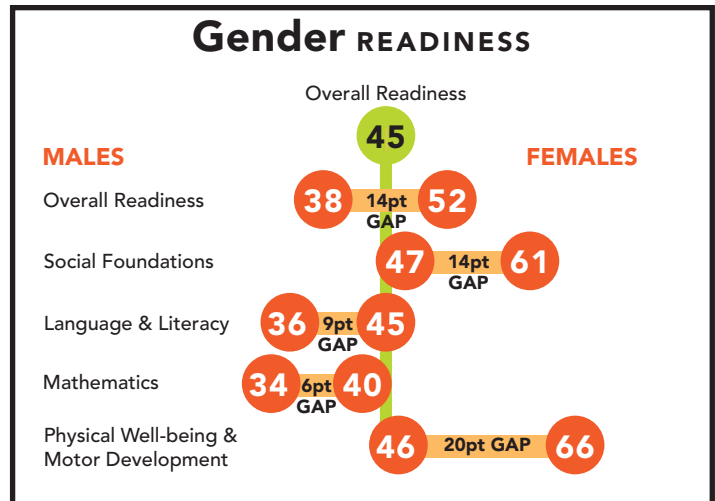 Gender READINESS
Overall Readiness
45
MALES
FEMALES
Overall Readiness
38
14pt
GAP
52
Social Foundations
47
14pt
GAP
61
Language & Literacy
36
9pt
GAP
45
Mathematics
34
6pt
GAP
40
Physical Well-being &
Motor Development
46
20pt GAP
66